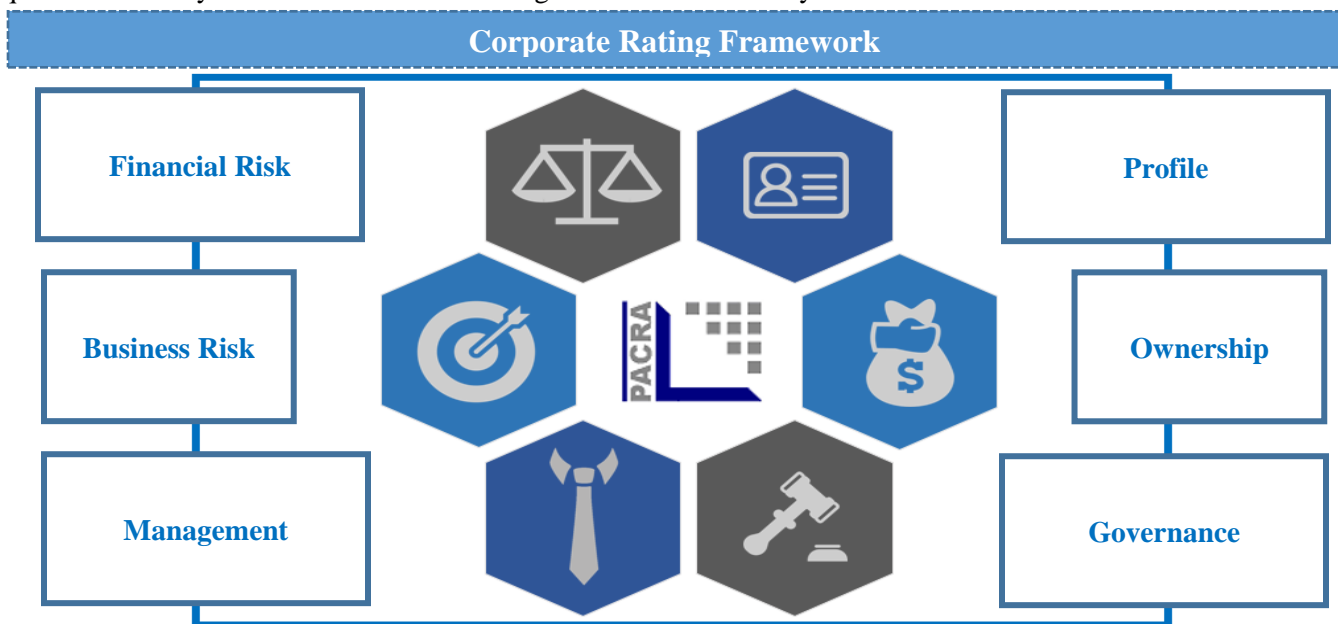 Corporate Rating Framework
Financial Risk
Profile
PACRA
Business Risk
Ownership
$
Management
Governance